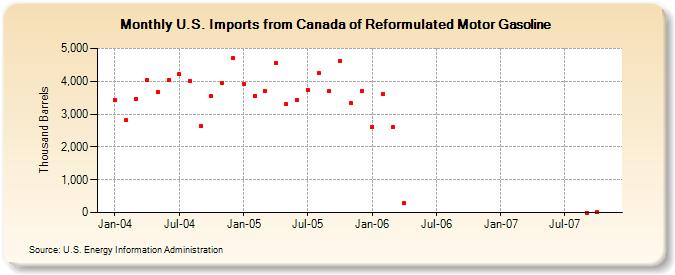 Monthly U.S. Imports from Canada of Reformulated Motor Gasoline
Thousand Barrels
5,000
4,000
3,000
2,000
1,000
0
Jan-04 Jul-04 Jan-05 Jul-05 Jan-06 Jul-06 Jan-07 Jul-07
Source: U.S. Energy Information Administration